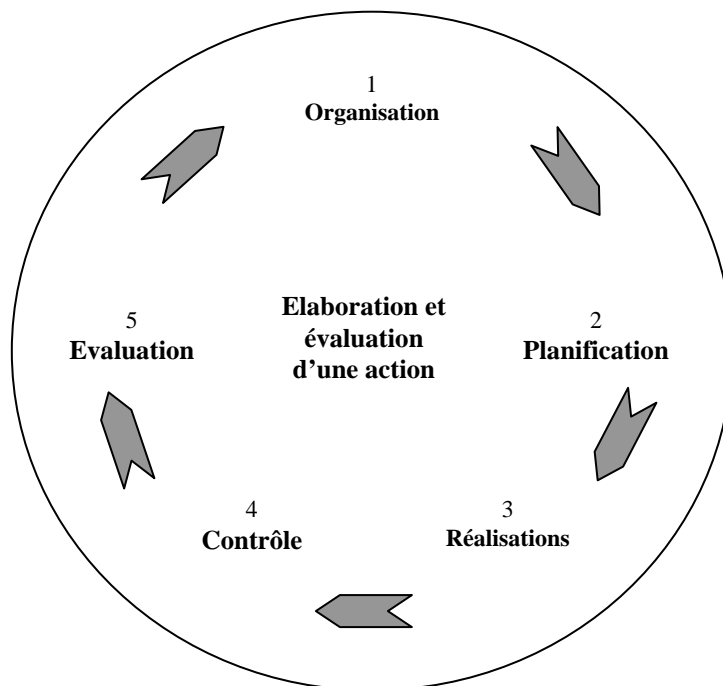 1
Organisation
Elaboration et
évaluation
d'une action
5
Evaluation
2
Planification
4
Contrôle
3
Réalisations